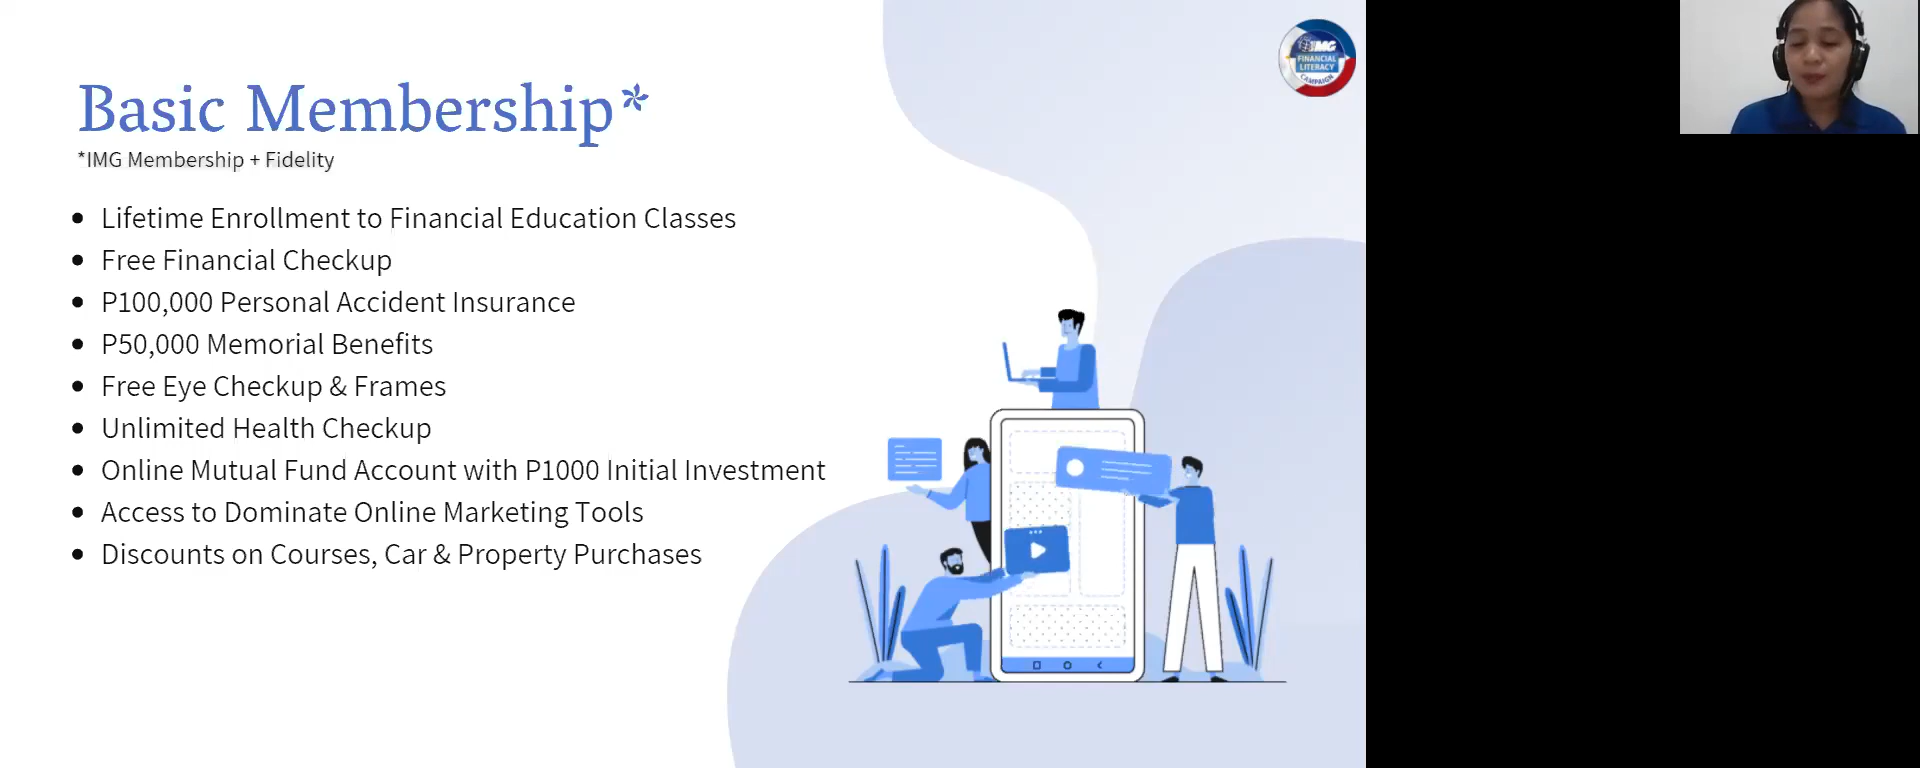 Basic Membership*
*IMG Membership + Fidelity
• Lifetime Enrollment to Financial Education Classes
• Free Financial Checkup
• P100,000 Personal Accident Insurance
• P50,000 Memorial Benefits
• Free Eye Checkup & Frames
• Unlimited Health Checkup
• Online Mutual Fund Account with P1000 Initial Investment
• Access to Dominate Online Marketing Tools
• Discounts on Courses, Car & Property Purchases
IMG
FINANCIAL
LITERACY
CAMPAIGN